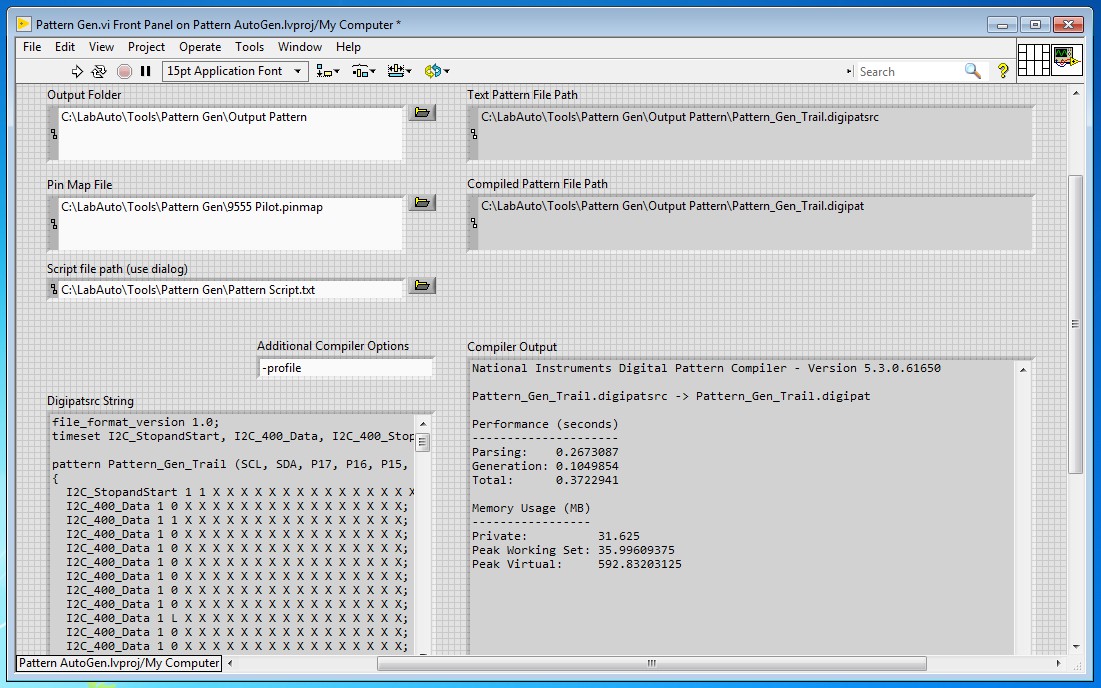 Pattern Gen.vi Front Panel on Pattern AutoGen.lvproj/My Computer *
File Edit View Project Operate Tools Window Help
15pt Application Font
Search
?
Output Folder
C:\LabAuto\Tools\Pattern Gen\Output Pattern
Text Pattern File Path
C:\LabAuto\Tools\Pattern Gen\Output Pattern\Pattern_Gen_Trail.digipatsrc
Pin Map File
C:\LabAuto\Tools\Pattern Gen\9555 Pilot.pinmap
Compiled Pattern File Path
C:\LabAuto\Tools\Pattern Gen\Output Pattern\Pattern_Gen_Trail.digipat
Script file path (use dialog)
C:\LabAuto\Tools\Pattern Gen\Pattern Script.txt
Additional Compiler Options
-profile
Digipatsrc String
file_format_version 1.0;
timeset I2C_StopandStart, I2C_400_Data, I2C_400_Stop
pattern Pattern_Gen_Trail (SCL, SDA, P17, P16, P15,
{
I2C_StopandStart 1 1 X X X X X X X X X X X X X X X X
I2C_400_Data 1 0 X X X X X X X X X X X X X X X X;
I2C_400_Data 1 1 X X X X X X X X X X X X X X X X;
I2C_400_Data 1 0 X X X X X X X X X X X X X X X X;
I2C_400_Data 1 0 X X X X X X X X X X X X X X X X;
I2C_400_Data 1 0 X X X X X X X X X X X X X X X X;
I2C_400_Data 1 0 X X X X X X X X X X X X X X X X;
I2C_400_Data 1 0 X X X X X X X X X X X X X X X X;
I2C_400_Data 1 0 X X X X X X X X X X X X X X X X;
I2C_400_Data 1 L X X X X X X X X X X X X X X X X;
I2C_400_Data 1 0 X X X X X X X X X X X X X X X X;
I2C_400_Data 1 0 X X X X X X X X X X X X X X X X;
Compiler Output
National Instruments Digital Pattern Compiler - Version 5.3.0.61650
Pattern_Gen_Trail.digipatsrc -> Pattern_Gen_Trail.digipat
Performance (seconds)
---------------------
Parsing: 0.2673087
Generation: 0.1049854
Total: 0.3722941
Memory Usage (MB)
-----------------
Private: 31.625
Peak Working Set: 35.99609375
Peak Virtual: 592.83203125
Pattern AutoGen.lvproj/My Computer